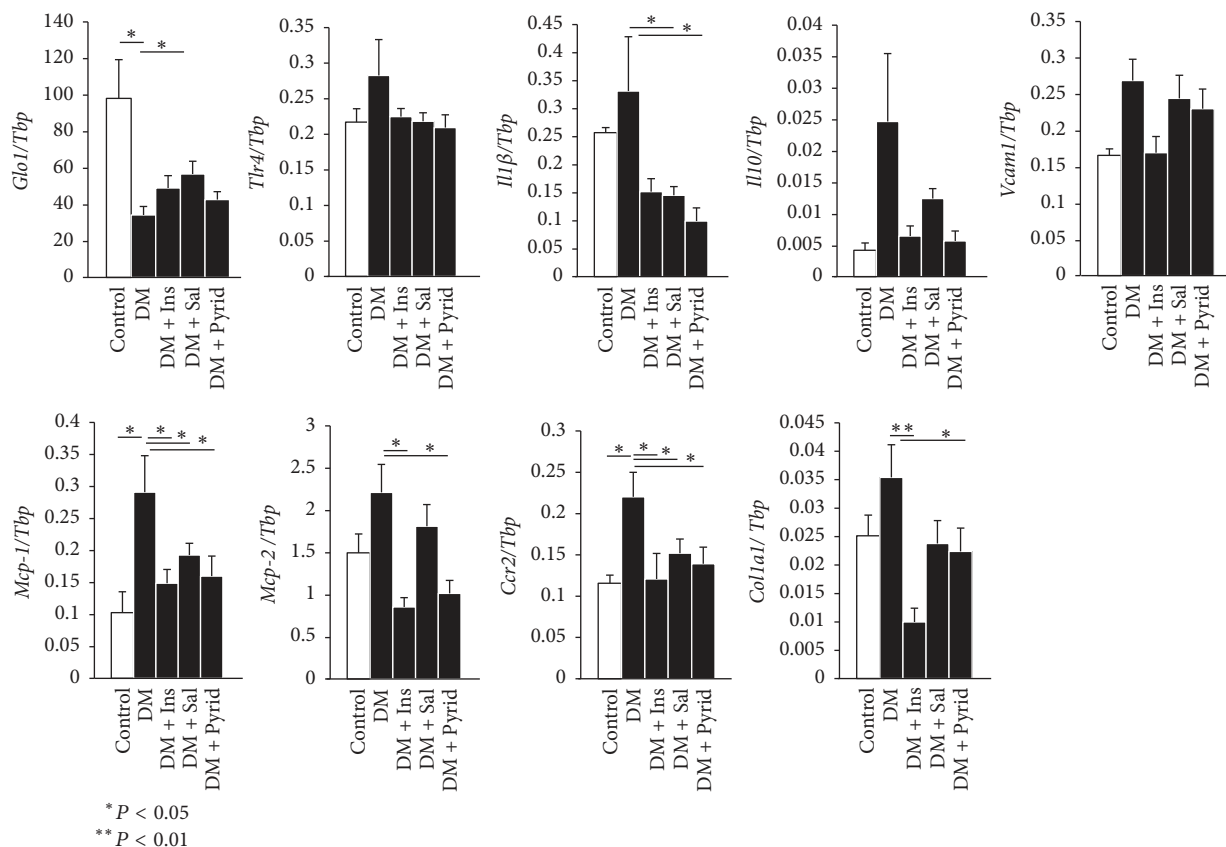 Glo1/Tbp
140
120
100
80
60
40
20
0
* *
Control
DM
DM + Ins
DM + Sal
DM + Pyrid
Tlr4/Tbp
0.35
0.3
0.25
0.2
0.15
0.1
0.05
0
Control
DM
DM + Ins
DM + Sal
DM + Pyrid
Il1β/Tbp
0.45
0.4
0.35
0.3
0.25
0.2
0.15
0.1
0.05
0
* *
Control
DM
DM + Ins
DM + Sal
DM + Pyrid
Il10/Tbp
0.04
0.035
0.03
0.025
0.02
0.015
0.01
0.005
0
Control
DM
DM + Ins
DM + Sal
DM + Pyrid
Vcam1/Tbp
0.35
0.3
0.25
0.2
0.15
0.1
0.05
0
Control
DM
DM + Ins
DM + Sal
DM + Pyrid
Mcp-1/Tbp
0.4
0.35
0.3
0.25
0.2
0.15
0.1
0.05
0
* * * *
Control
DM
DM + Ins
DM + Sal
DM + Pyrid
Mcp-2 /Tbp
3
2.5
2
1.5
1
0.5
0
* *
Control
DM
DM + Ins
DM + Sal
DM + Pyrid
Ccr2/Tbp
0.3
0.25
0.2
0.15
0.1
0.05
0
* * * *
Control
DM
DM + Ins
DM + Sal
DM + Pyrid
Col1a1/ Tbp
0.045
0.04
0.035
0.03
0.025
0.02
0.015
0.01
0.005
0
** *
Control
DM
DM + Ins
DM + Sal
DM + Pyrid
*P < 0.05
**P < 0.01